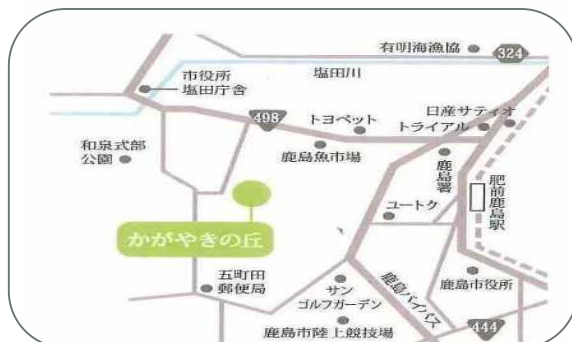 有明海漁協
324
市役所
塩田庁舎
塩田川
498
トヨペット
日産サティオ
トライアル
和泉式部
公園
鹿島魚市場
鹿島署
肥前鹿島駅
ユートク
かがやきの丘
五町田
郵便局
サン
ゴルフガーデン
鹿島バイパス
鹿島市役所
鹿島市陸上競技場
444